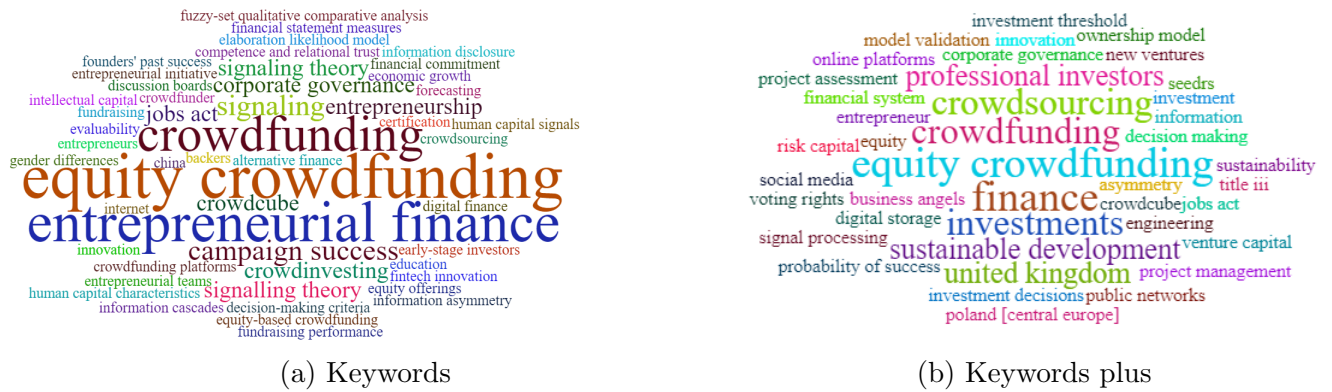 fuzzy-set qualitative comparative analysis
financial statement measures
elaboration likelihood model
competence and relational trust information disclosure
founders' past success signaling theory financial commitment
entrepreneurial initiative economic growth
discussion boards corporate governance forecasting
intellectual capital crowdfunder
fundraising jobs act signaling entrepreneurship
evaluability certification human capital signals
entrepreneurs crowdfunding crowdsourcing
gender differences china backers alternative finance
equity crowdfunding
internet crowdcube digital finance
entrepreneurial finance
innovation campaign success early-stage investors
crowdfunding platforms crowdinvesting education
entrepreneurial teams fintech innovation
human capital characteristics signalling theory equity offerings
information cascades decision-making criteria information asymmetry
equity-based crowdfunding
fundraising performance
(a) Keywords
investment threshold
model validation innovation ownership model
online platforms corporate governance new ventures
project assessment professional investors seedrs
financial system crowdsourcing investment
entrepreneur information
risk capital equity crowdfunding decision making
equity crowdfunding sustainability
social media asymmetry title iii
voting rights business angels finance crowdcube jobs act
digital storage investments engineering
signal processing sustainable development venture capital
probability of success united kingdom project management
investment decisions public networks
poland [central europe]
(b) Keywords plus